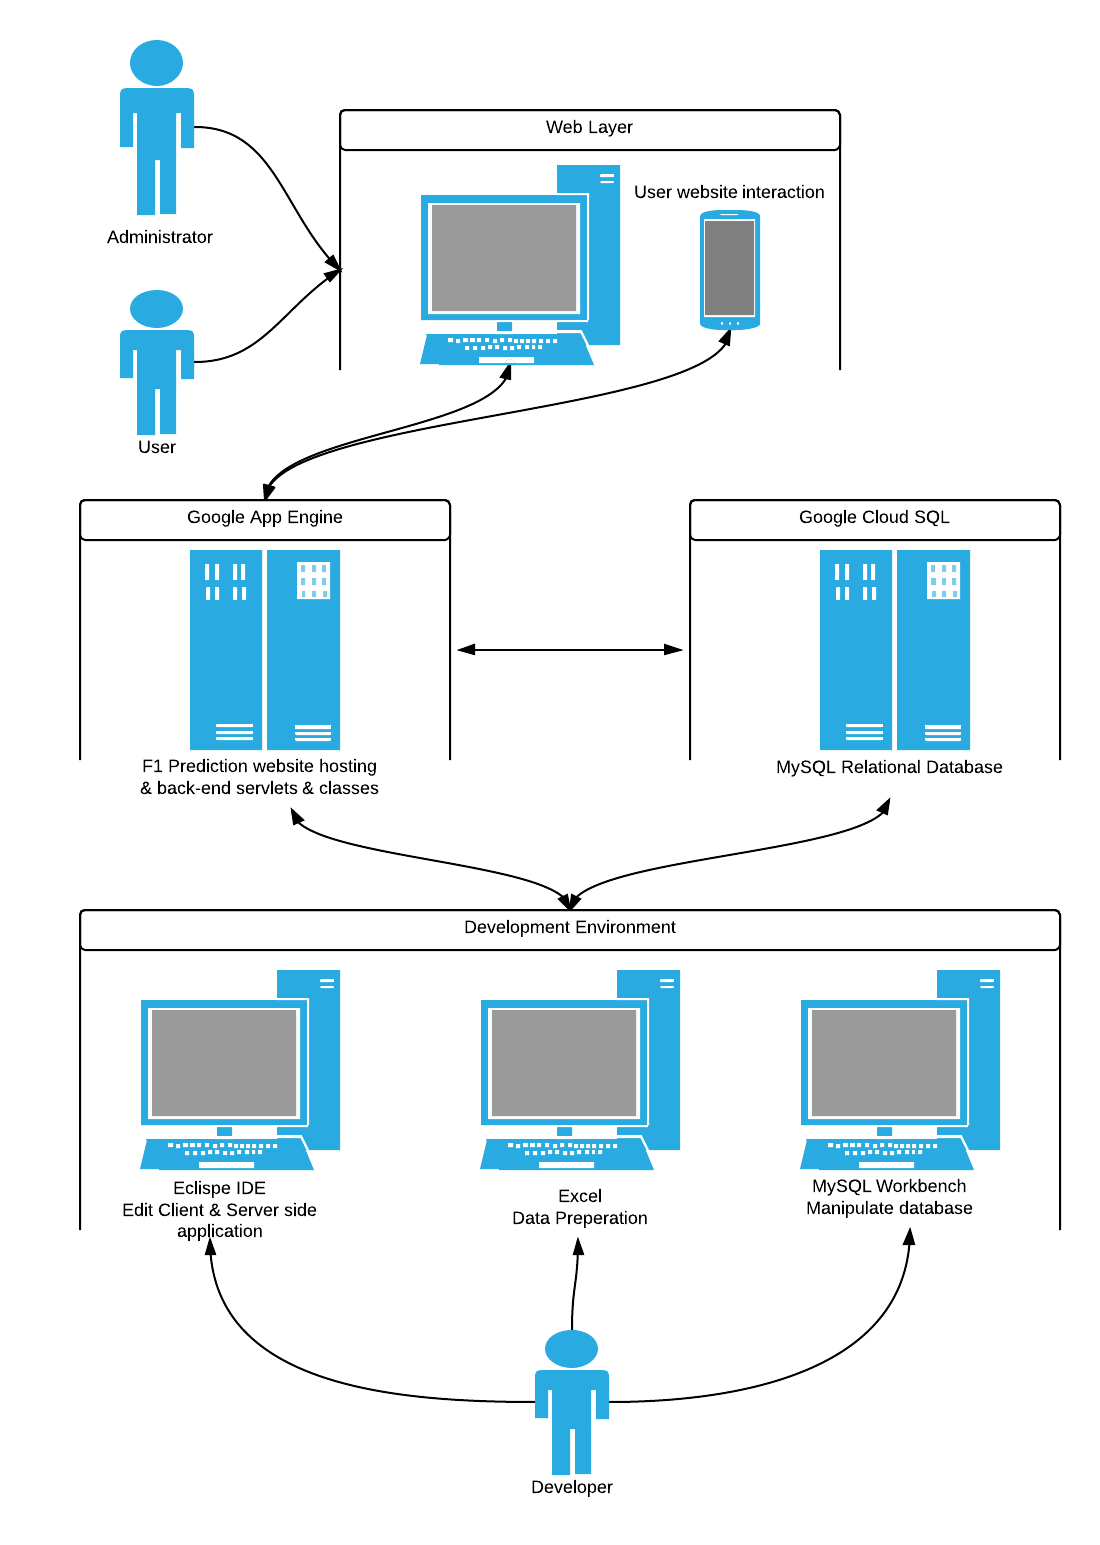 Web Layer
User website interaction
Administrator
User
Google App Engine
Google Cloud SQL
F1 Prediction website hosting
& back-end servlets & classes
MySQL Relational Database
Development Environment
Eclispe IDE
Edit Client & Server side
application
Excel
Data Preperation
MySQL Workbench
Manipulate database
Developer